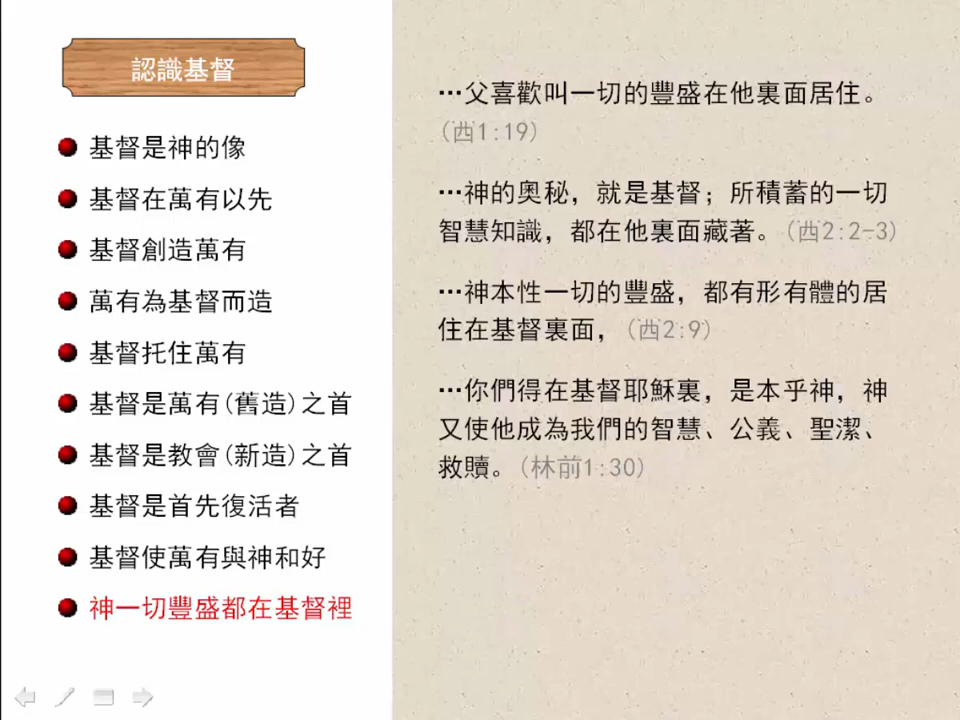 認識基督
基督是神的像
基督在萬有以先
基督創造萬有
萬有為基督而造
基督托住萬有
基督是萬有(舊造)之首
基督是教會(新造)之首
基督是首先復活者
基督使萬有與神和好
神一切豐盛都在基督裡
…父喜歡叫一切的豐盛在他裏面居住。
(西1:19)
…神的奧秘，就是基督；所積蓄的一切
智慧知識，都在他裏面藏著。(西2:2-3)
…神本性一切的豐盛，都有形有體的居
住在基督裏面，(西2:9)
…你們得在基督耶穌裏，是本乎神，神
又使他成為我們的智慧、公義、聖潔、
救贖。(林前1:30)